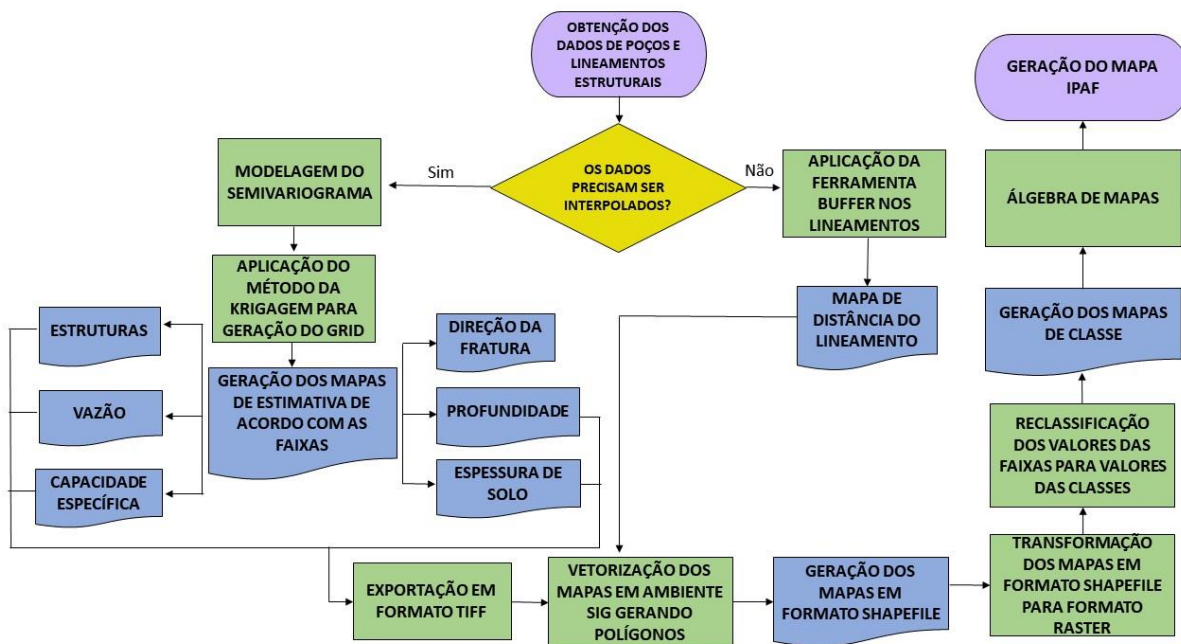 OBTENÇÃO DOS
DADOS DE POÇOS E
LINEAMENTOS
ESTRUTURAIS
OS DADOS
PRECISAM SER
INTERPOLADOS?
Sim
Não
MODELAGEM DO
SEMIVARIOGRAMA
APLICAÇÃO DO
MÉTODO DA
KRIGAGEM PARA
GERAÇÃO DO GRID
GERAÇÃO DOS MAPAS
DE ESTIMATIVA DE
ACORDO COM AS
FAIXAS
ESTRUTURAS
VAZÃO
CAPACIDADE
ESPECÍFICA
DIREÇÃO DA
FRATURA
PROFUNDIDADE
ESPESSURA DE
SOLO
APLICAÇÃO DA
FERRAMENTA
BUFFER NOS
LINEAMENTOS
MAPA DE
DISTÂNCIA DO
LINEAMENTO
EXPORTAÇÃO EM
FORMATO TIFF
VETORIZAÇÃO DOS
MAPAS EM AMBIENTE
SIG GERANDO
POLÍGONOS
GERAÇÃO DOS
MAPAS EM
FORMATO SHAPEFILE
TRANSFORMAÇÃO
DOS MAPAS EM
FORMATO SHAPEFILE
PARA FORMATO
RASTER
RECLASSIFICAÇÃO
DOS VALORES DAS
FAIXAS PARA VALORES
DAS CLASSES
GERAÇÃO DOS MAPAS
DE CLASSE
ÁLGEBRA DE MAPAS
GERAÇÃO DO MAPA
IPAF